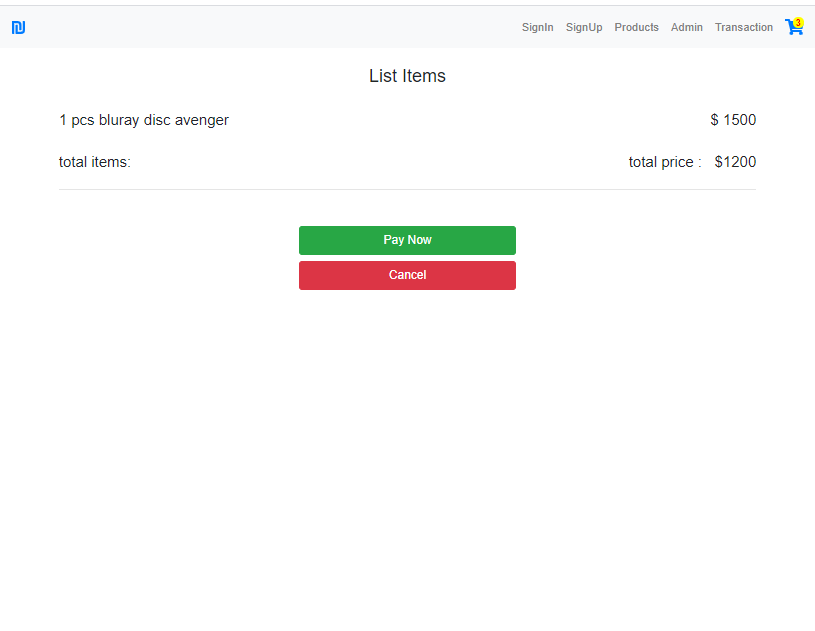 ₪ SignIn SignUp Products Admin Transaction 3
List Items
1 pcs bluray disc avenger $ 1500
total items: total price : $1200
Pay Now
Cancel